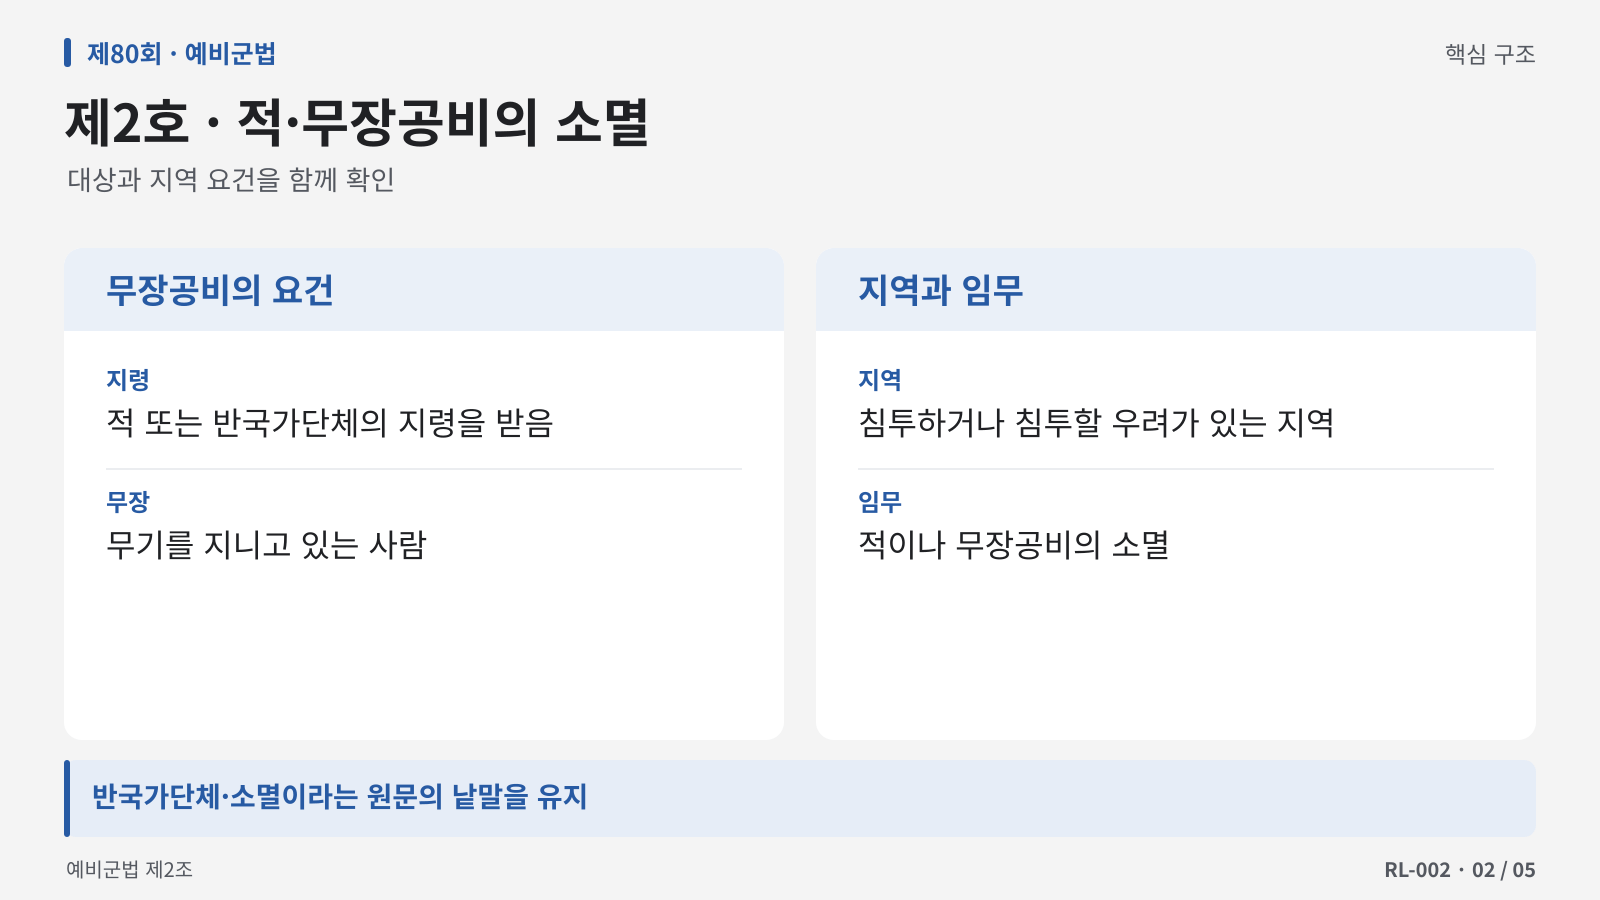 제80회 · 예비군법
핵심 구조
제2호 · 적·무장공비의 소멸
대상과 지역 요건을 함께 확인
무장공비의 요건
지령
적 또는 반국가단체의 지령을 받음
무장
무기를 지니고 있는 사람
지역과 임무
지역
침투하거나 침투할 우려가 있는 지역
임무
적이나 무장공비의 소멸
반국가단체·소멸이라는 원문의 낱말을 유지
예비군법 제2조
RL-002 · 02 / 05